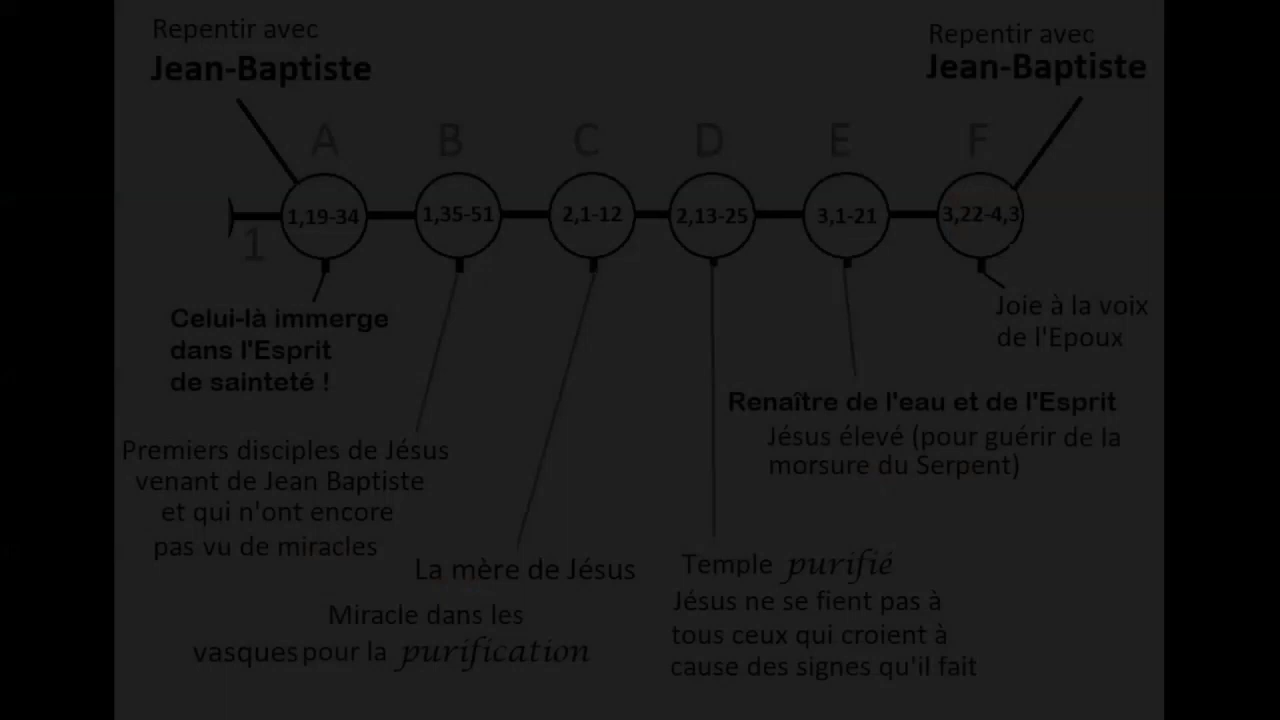 Repentir avec
Jean-Baptiste
Repentir avec
Jean-Baptiste
A B C D E F
1,19-34 1,35-51 2,1-12 2,13-25 3,1-21 3,22-4,3
1
Celui-là immerge
dans l'Esprit
de sainteté !
Joie à la voix
de l'Epoux
Renaître de l'eau et de l'Esprit
Jésus élevé (pour guérir de la
morsure du Serpent)
Premiers disciples de Jésus
venant de Jean Baptiste
et qui n'ont encore
pas vu de miracles
La mère de Jésus
Miracle dans les
vasques pour la purification
Temple purifié
Jésus ne se fient pas à
tous ceux qui croient à
cause des signes qu'il fait